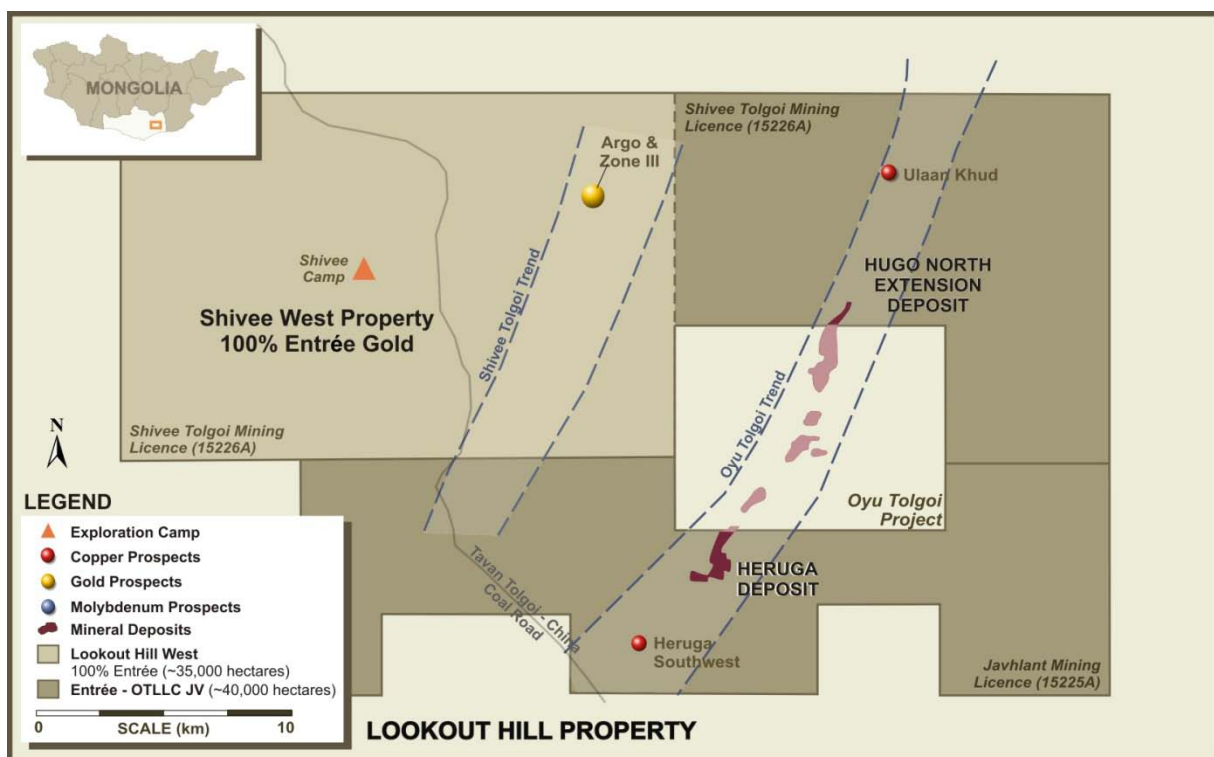 MONGOLIA
Shivee Tolgoi Mining
Licence (15226A)
Argo &
Zone III
Ulaan Khud
Shivee
Camp
HUGO NORTH
EXTENSION
DEPOSIT
Shivee West Property
100% Entrée Gold
Shivee Tolgoi Trend
Oyu Tolgoi Trend
N
Shivee Tolgoi Mining
Licence (15226A)
Oyu Tolgoi
Project
LEGEND
Exploration Camp
Copper Prospects
Gold Prospects
Molybdenum Prospects
Mineral Deposits
Lookout Hill West
100% Entrée (~35,000 hectares)
Entrée - OTLLC JV (~40,000 hectares)
0 SCALE (km) 10
Tavan Tolgoi - China
Coal Road
HERUGA
DEPOSIT
Heruga
Southwest
Javhlant Mining
Licence (15225A)
LOOKOUT HILL PROPERTY